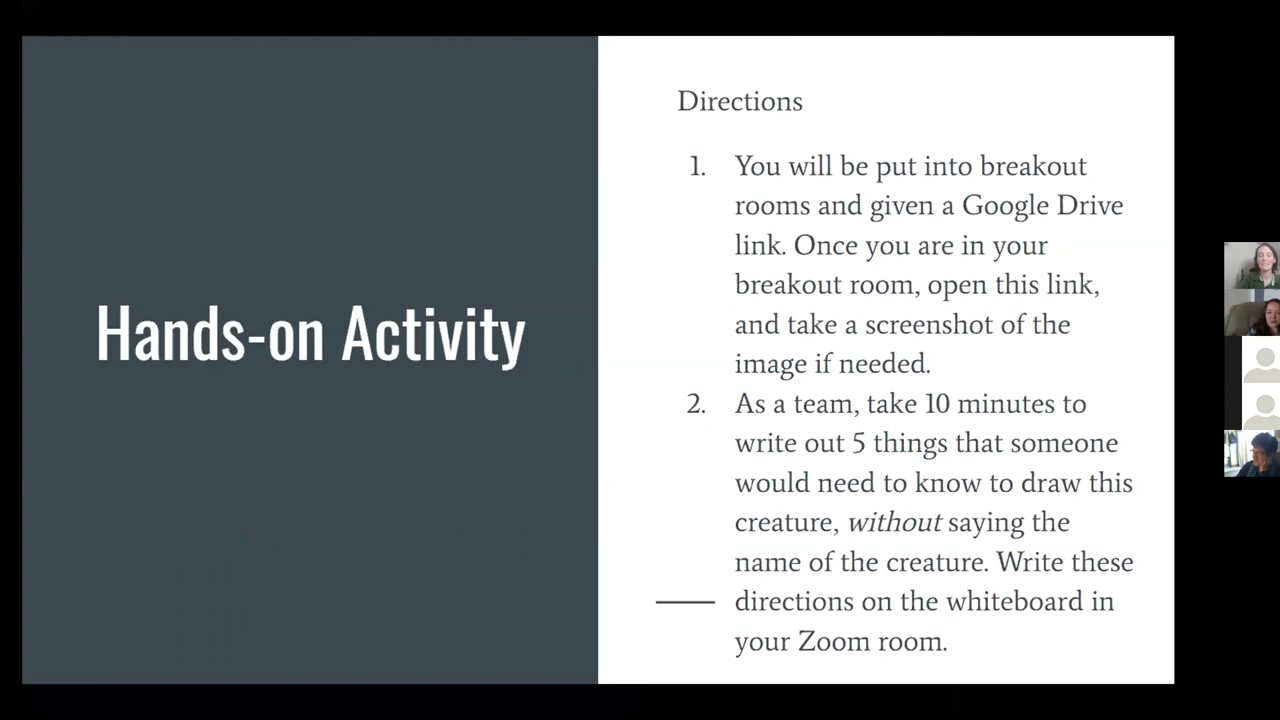 Hands-on Activity
Directions
1. You will be put into breakout
rooms and given a Google Drive
link. Once you are in your
breakout room, open this link,
and take a screenshot of the
image if needed.
2. As a team, take 10 minutes to
write out 5 things that someone
would need to know to draw this
creature, without saying the
name of the creature. Write these
directions on the whiteboard in
your Zoom room.